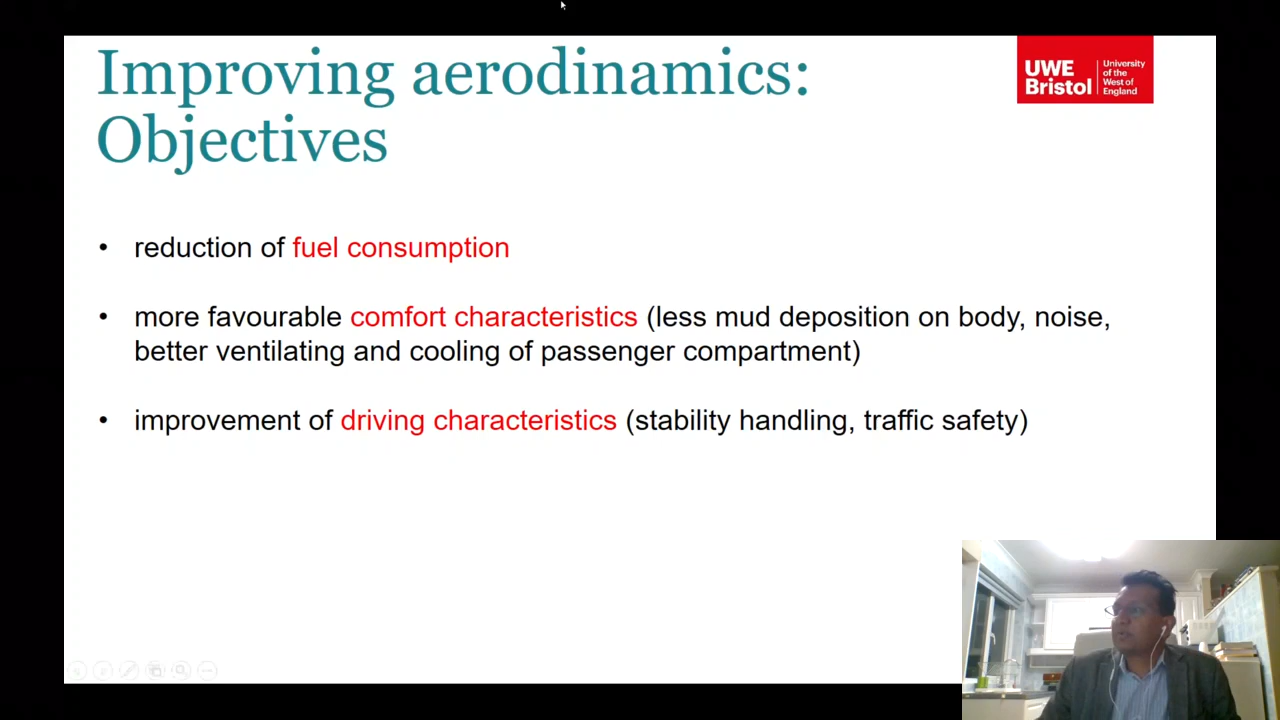 Improving aerodinamics:
Objectives
UWE
Bristol
University
of the
West of
England
• reduction of fuel consumption
• more favourable comfort characteristics (less mud deposition on body, noise,
better ventilating and cooling of passenger compartment)
• improvement of driving characteristics (stability handling, traffic safety)